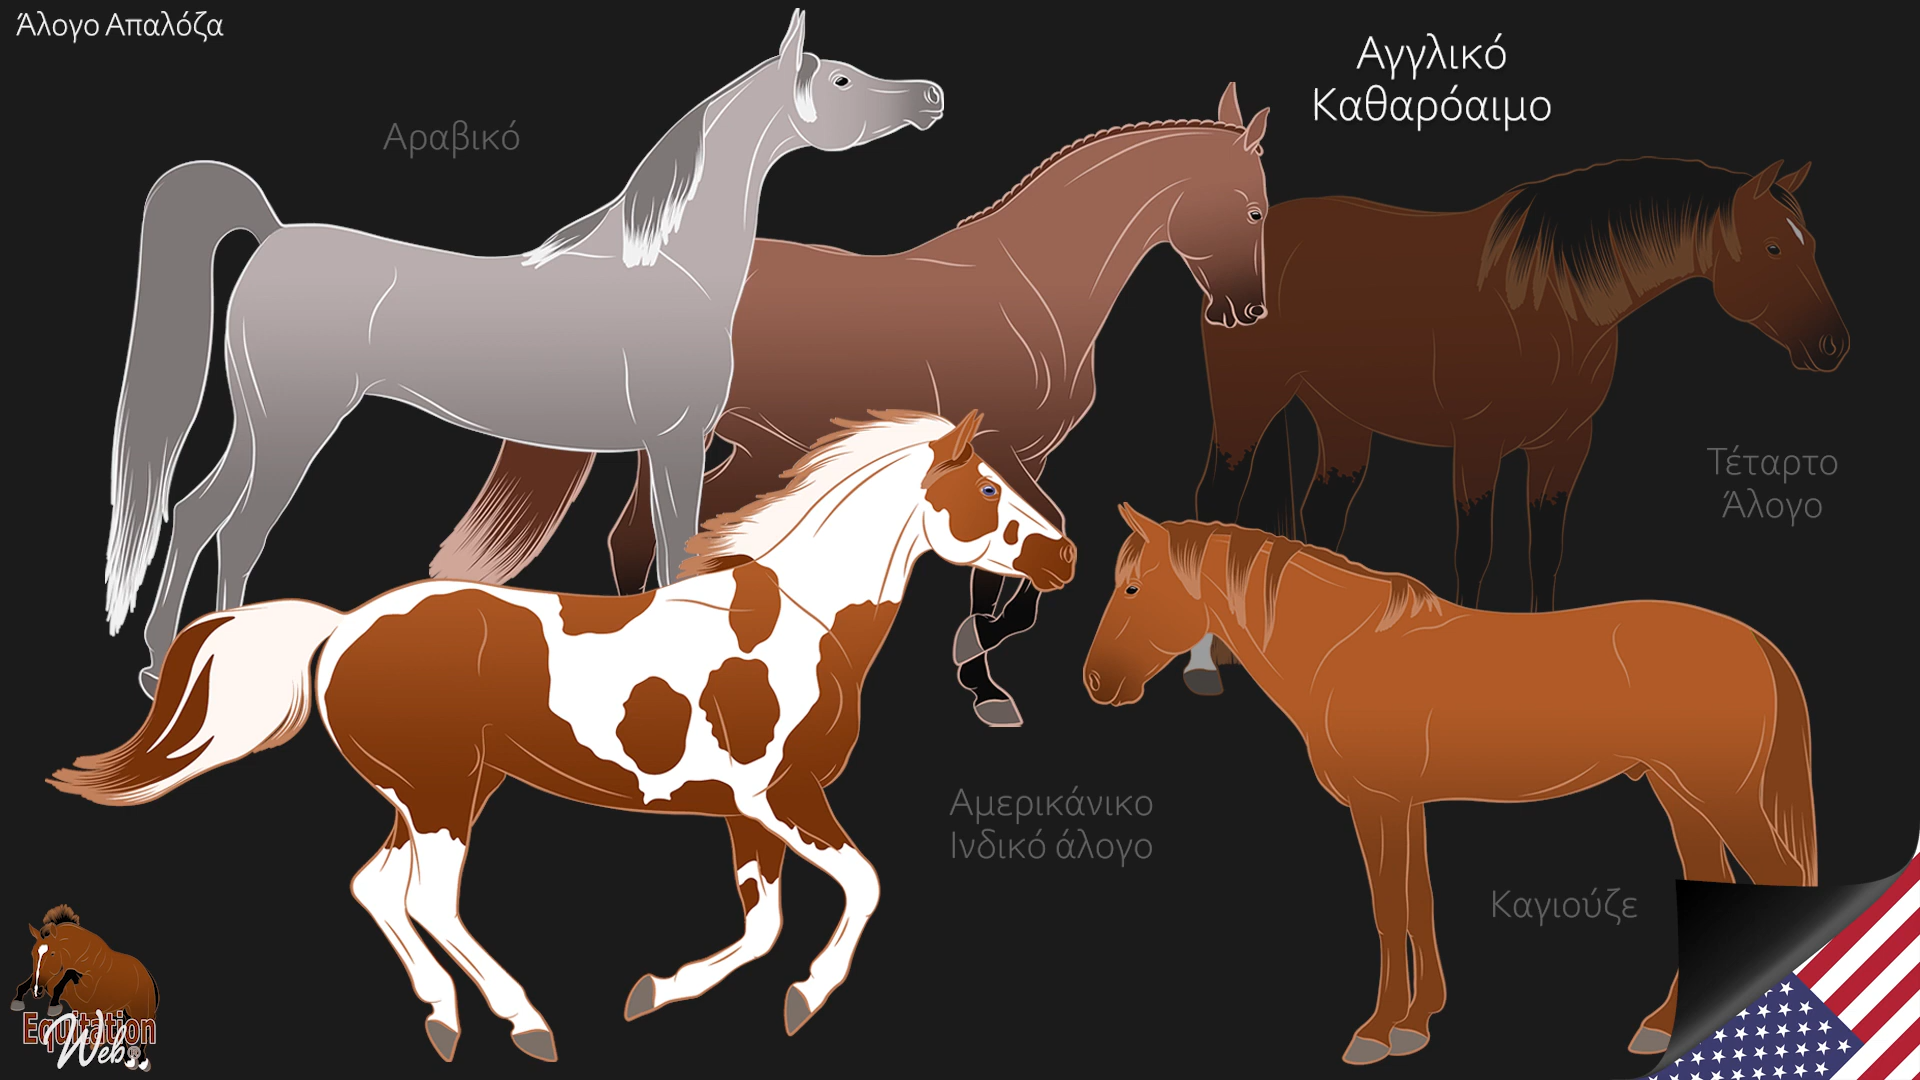 Άλογο Απαλόζα
Αραβικό
Αγγλικό
Καθαρόαιμο
Τέταρτο
Άλογο
Αμερικάνικο
Ινδικό άλογο
Καγιούζε
Equitation
Web